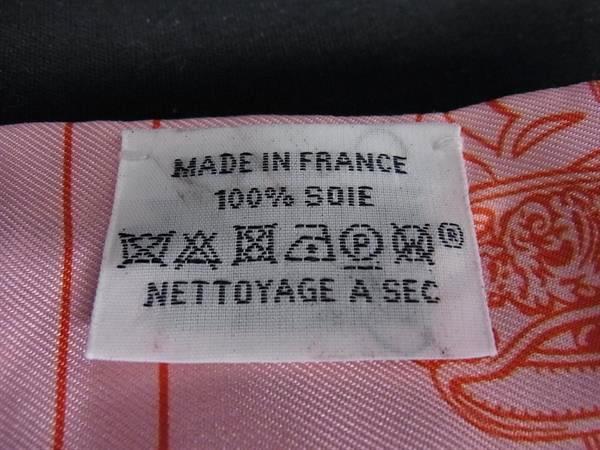 MADE IN FRANCE
100% SOIE
P W ®
NETTOYAGE A SEC